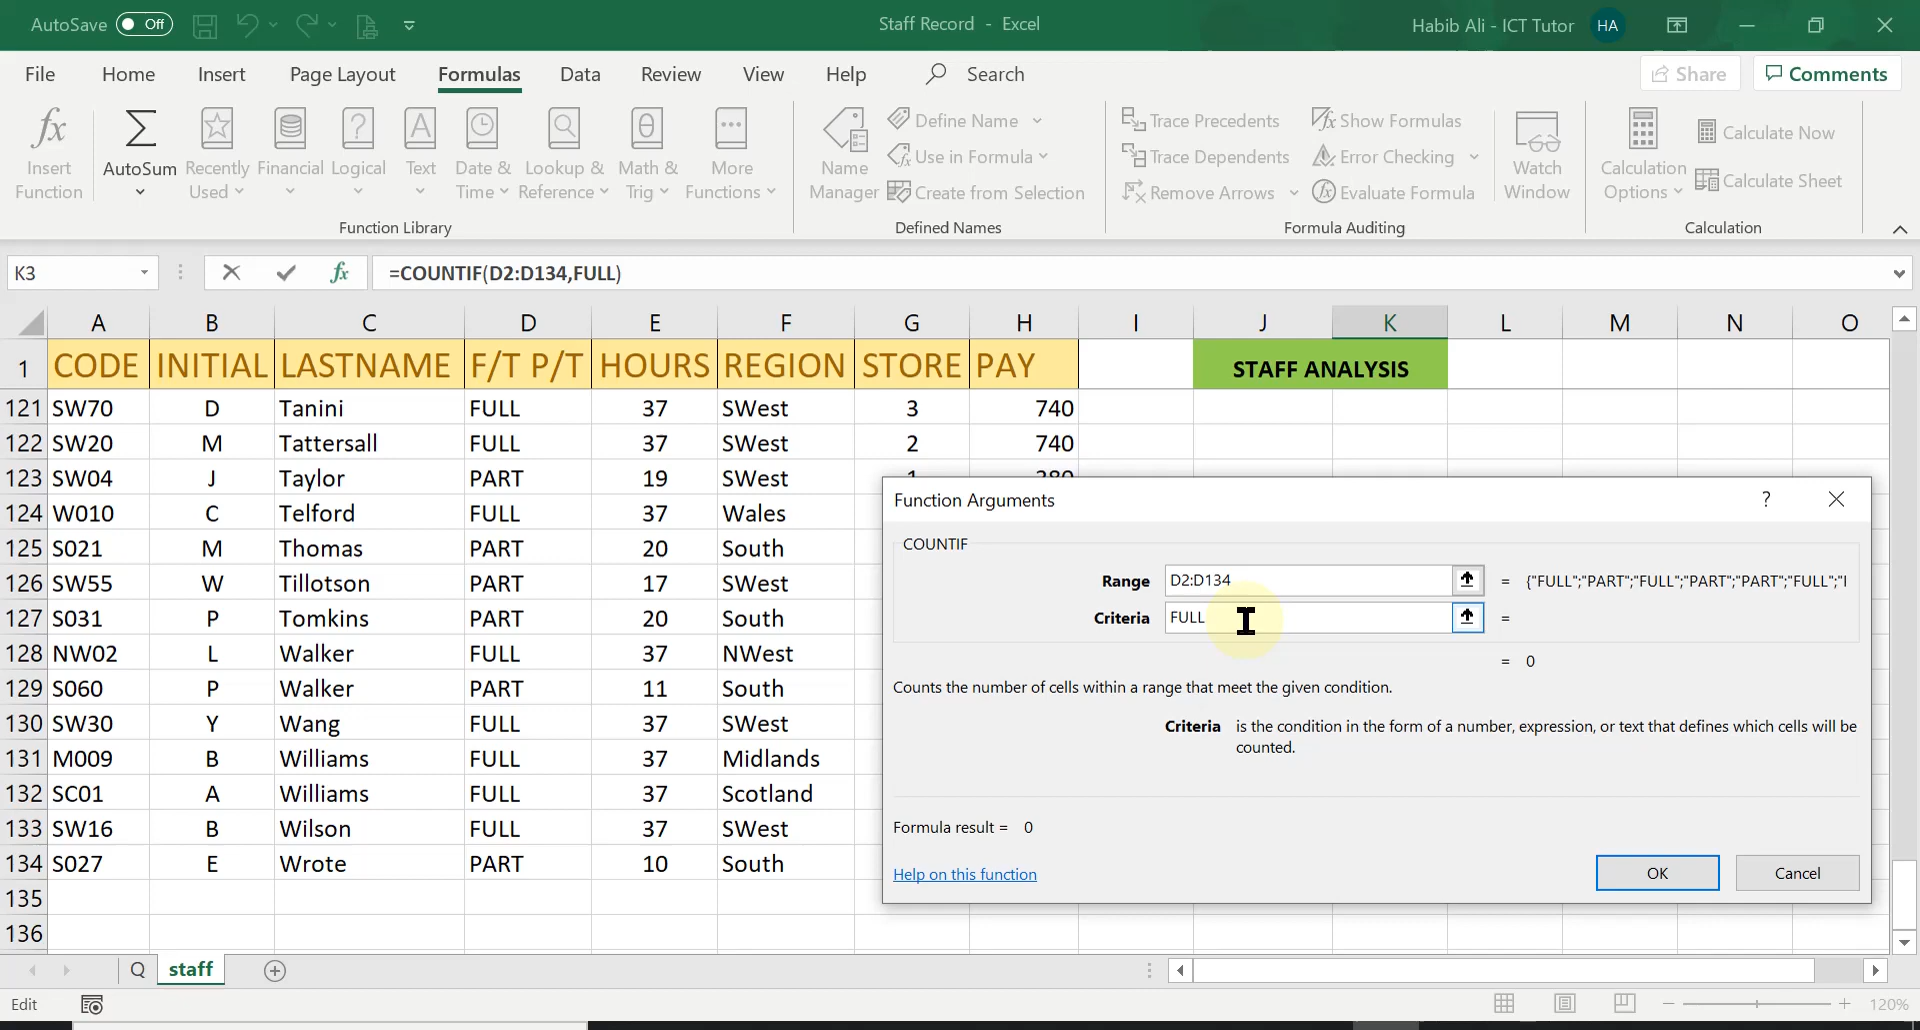 AutoSave Off Staff Record - Excel Habib Ali - ICT Tutor HA
File Home Insert Page Layout Formulas Data Review View Help Search Share Comments
fx Insert Function
Σ AutoSum
Recently Used
Financial
Logical
Text
Date & Time
Lookup & Reference
Math & Trig
More Functions
Function Library
Name Manager
Define Name
Use in Formula
Create from Selection
Defined Names
Trace Precedents
Trace Dependents
Remove Arrows
Show Formulas
Error Checking
Evaluate Formula
Formula Auditing
Watch Window
Calculation Options
Calculate Now
Calculate Sheet
Calculation
K3 fx =COUNTIF(D2:D134,FULL)
A B C D E F G H I J K L M N O
1 CODE INITIAL LASTNAME F/T P/T HOURS REGION STORE PAY STAFF ANALYSIS
121 SW70 D Tanini FULL 37 SWest 3 740
122 SW20 M Tattersall FULL 37 SWest 2 740
123 SW04 J Taylor PART 19 SWest 1 380
124 W010 C Telford FULL 37 Wales
125 S021 M Thomas PART 20 South
126 SW55 W Tillotson PART 17 SWest
127 S031 P Tomkins PART 20 South
128 NW02 L Walker FULL 37 NWest
129 S060 P Walker PART 11 South
130 SW30 Y Wang FULL 37 SWest
131 M009 B Williams FULL 37 Midlands
132 SC01 A Williams FULL 37 Scotland
133 SW16 B Wilson FULL 37 SWest
134 S027 E Wrote PART 10 South
135
136
Function Arguments ?
COUNTIF
Range D2:D134 = {"FULL";"PART";"FULL";"PART";"PART";"FULL";"
Criteria FULL =
= 0
Counts the number of cells within a range that meet the given condition.
Criteria is the condition in the form of a number, expression, or text that defines which cells will be
counted.
Formula result = 0
Help on this function OK Cancel
Q staff
Edit 120%